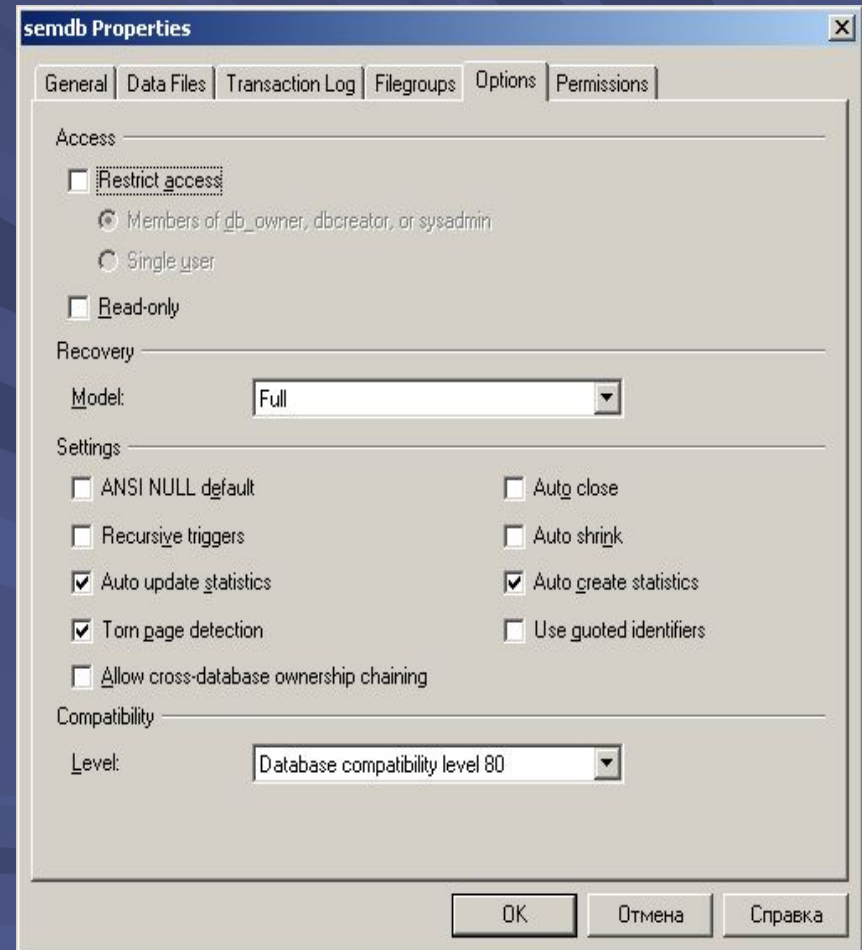 semdb Properties
General Data Files Transaction Log Filegroups Options Permissions
Access
Restrict access
Members of db_owner, dbcreator, or sysadmin
Single user
Read-only
Recovery
Model: Full
Settings
ANSI NULL default Auto close
Recursive triggers Auto shrink
Auto update statistics Auto create statistics
Torn page detection Use quoted identifiers
Allow cross-database ownership chaining
Compatibility
Level: Database compatibility level 80
OK Отмена Справка